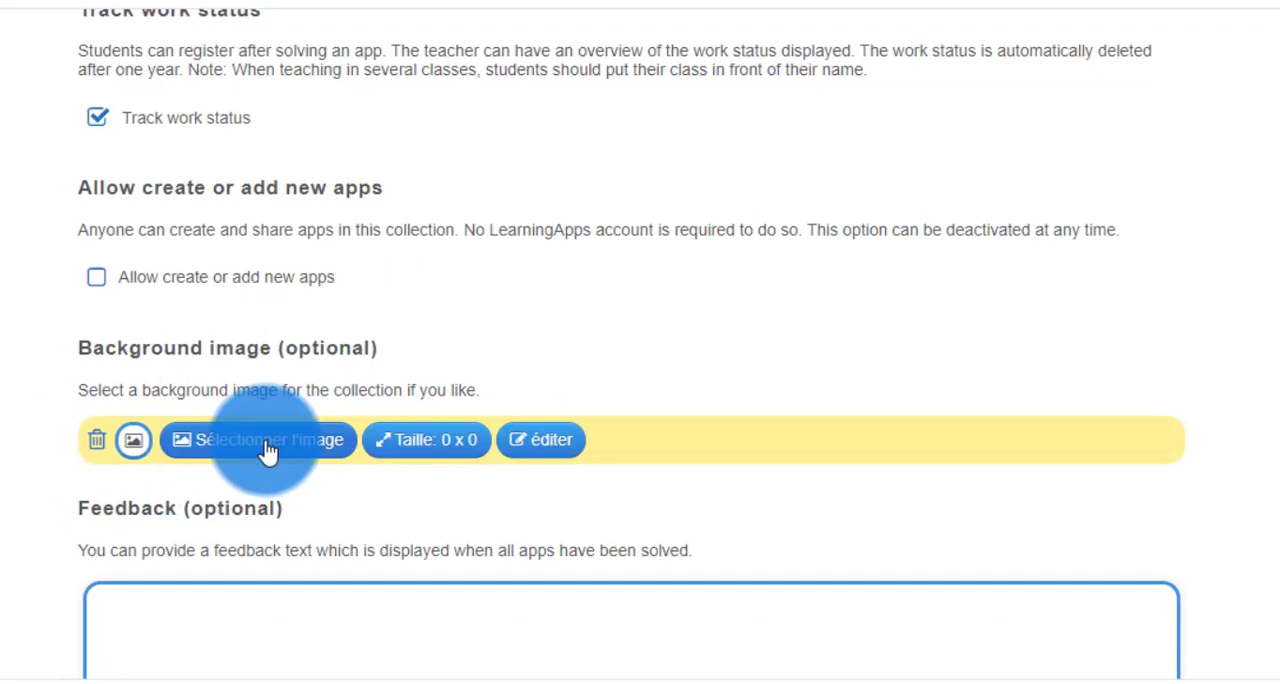 Track work status
Students can register after solving an app. The teacher can have an overview of the work status displayed. The work status is automatically deleted
after one year. Note: When teaching in several classes, students should put their class in front of their name.
Track work status
Allow create or add new apps
Anyone can create and share apps in this collection. No LearningApps account is required to do so. This option can be deactivated at any time.
Allow create or add new apps
Background image (optional)
Select a background image for the collection if you like.
Sélectionner l'image Taille: 0 x 0 éditer
Feedback (optional)
You can provide a feedback text which is displayed when all apps have been solved.